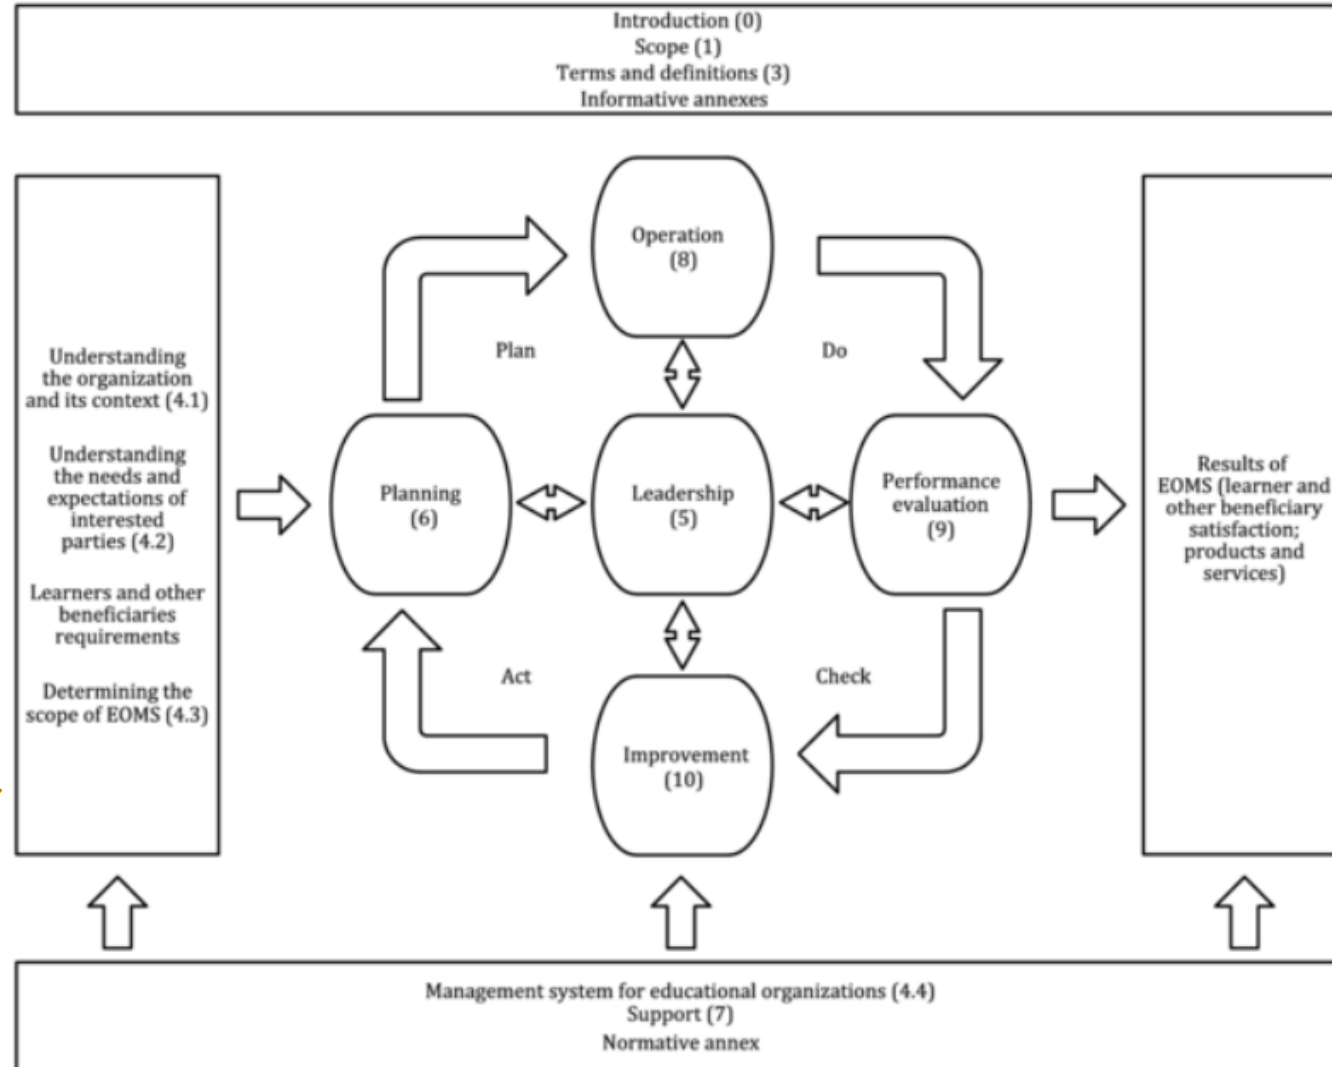 Introduction (0)
Scope (1)
Terms and definitions (3)
Informative annexes
Understanding
the organization
and its context (4.1)
Understanding
the needs and
expectations of
interested
parties (4.2)
Learners and other
beneficiaries
requirements
Determining the
scope of EOMS (4.3)
Operation
(8)
Plan
Do
Planning
(6)
Leadership
(5)
Performance
evaluation
(9)
Act
Check
Improvement
(10)
Results of
EOMS (learner and
other beneficiary
satisfaction;
products and
services)
Management system for educational organizations (4.4)
Support (7)
Normative annex